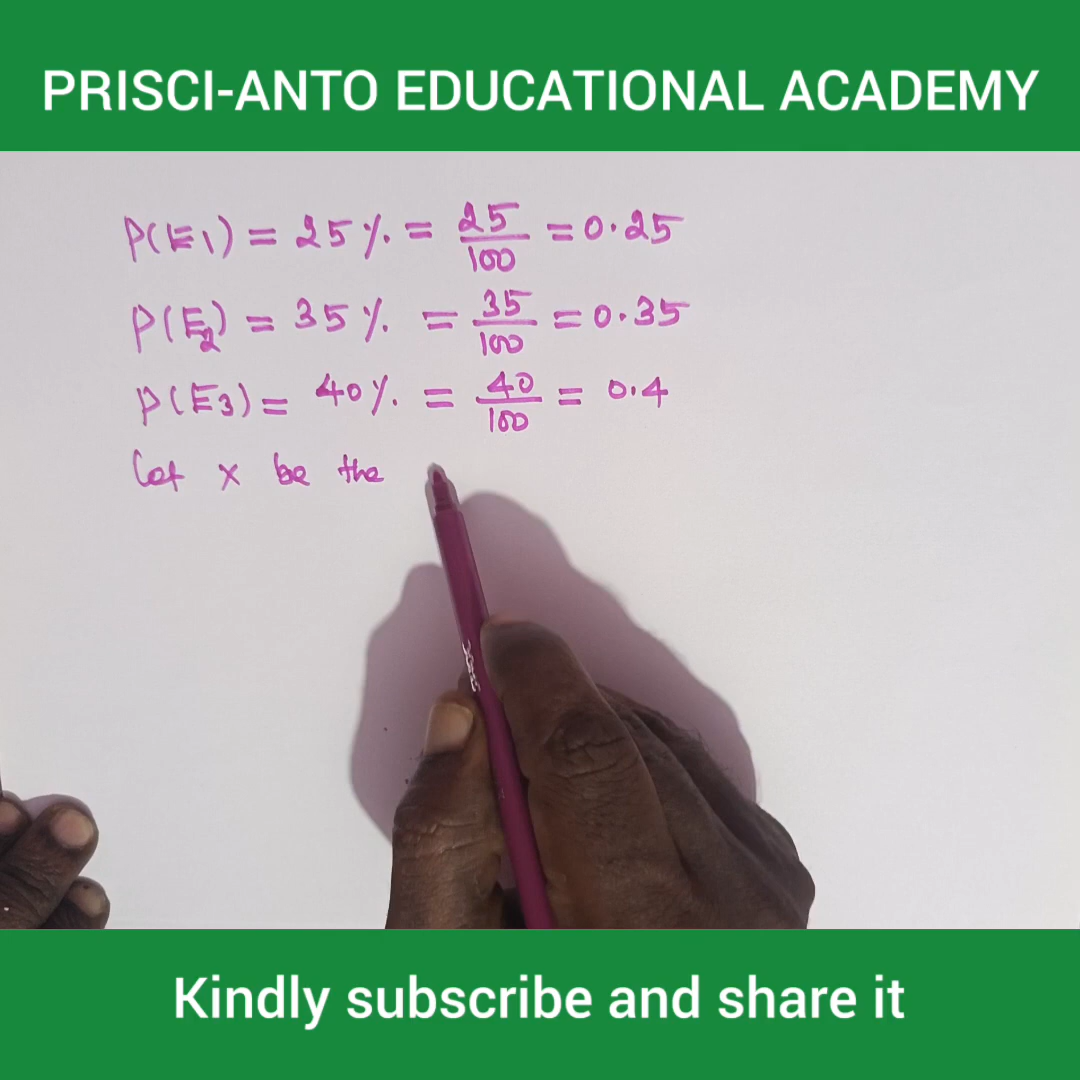 PRISCI-ANTO EDUCATIONAL ACADEMY
P(E1) = 25% = 25/100 = 0.25
P(E2) = 35% = 35/100 = 0.35
P(E3) = 40% = 40/100 = 0.4
Let x be the
Kindly subscribe and share it